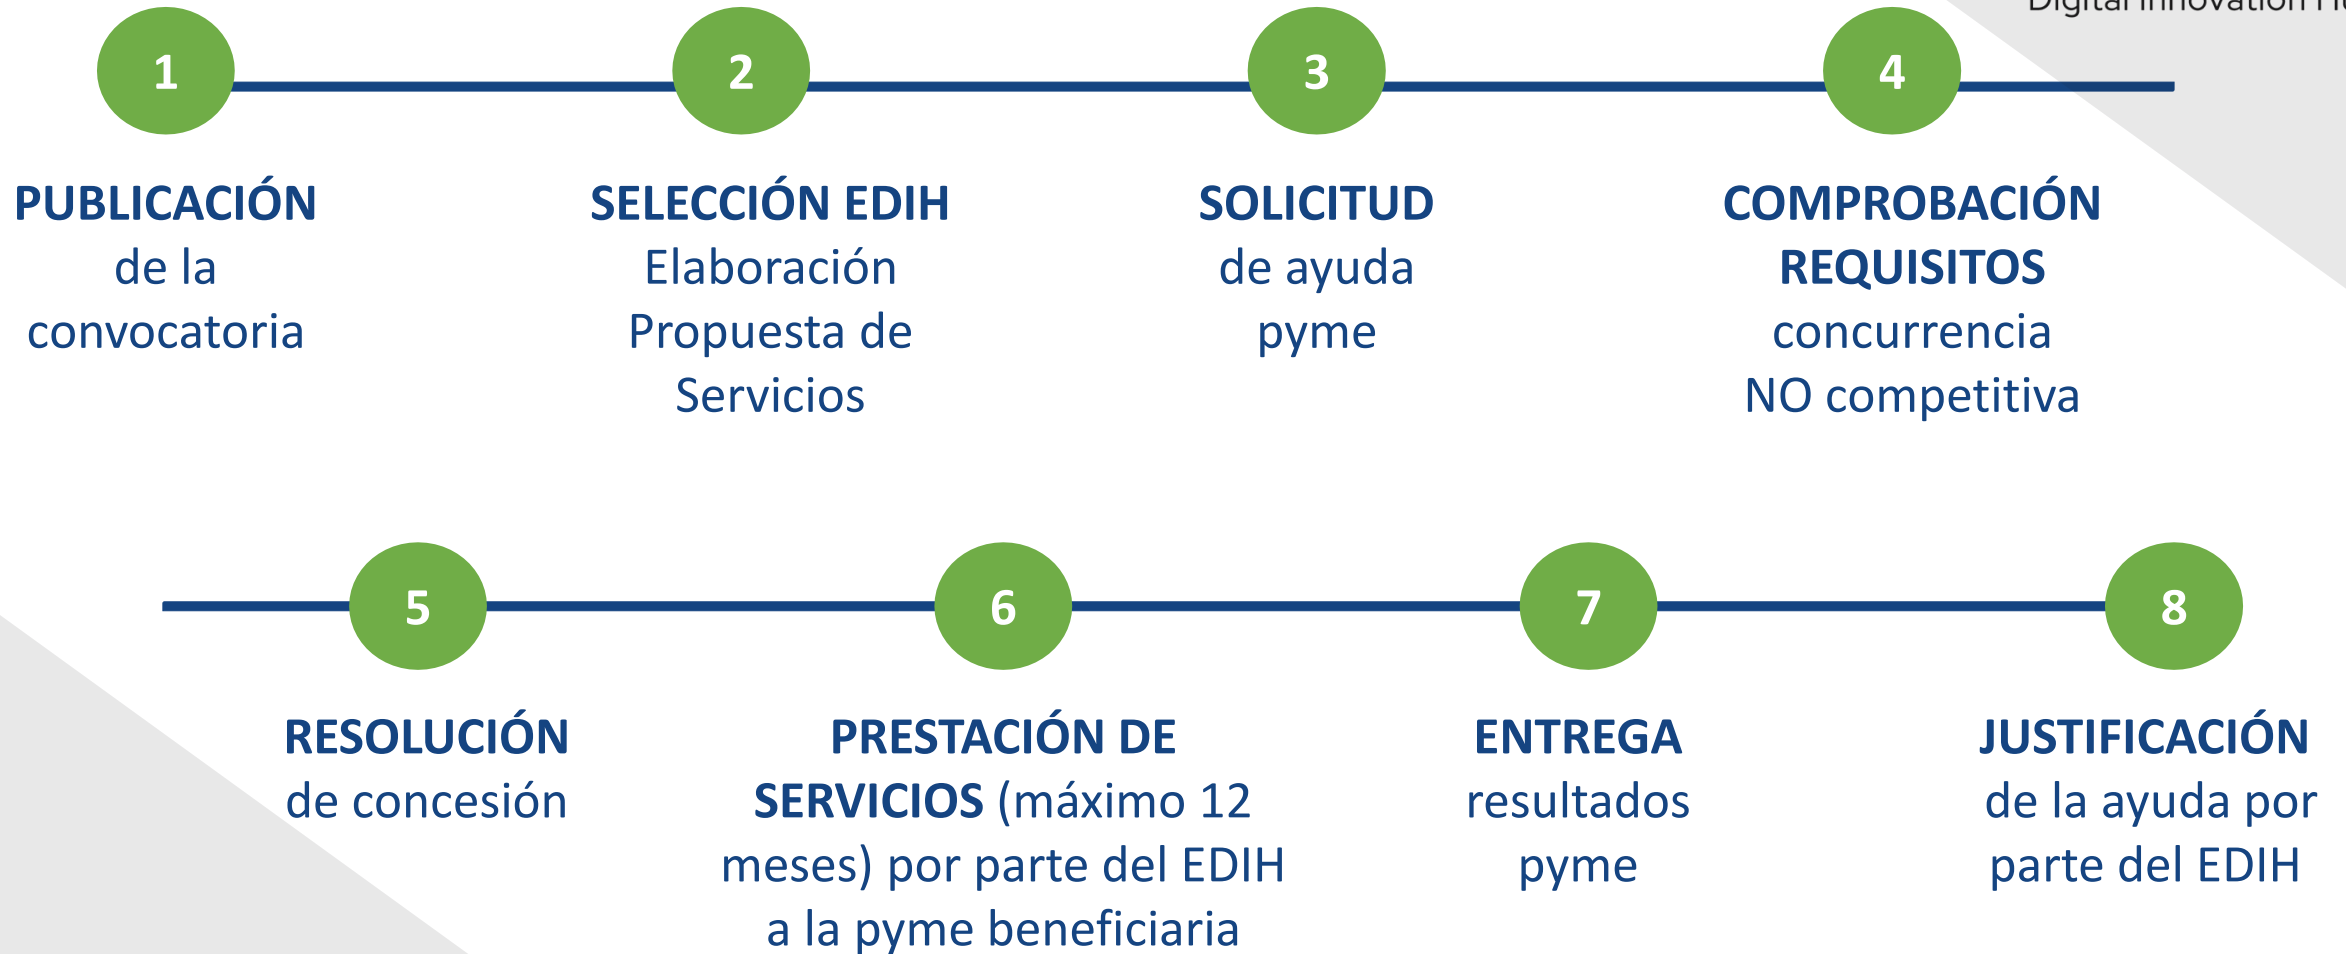 Digital Innovation
1
2
3
4
PUBLICACIÓN
de la
convocatoria
SELECCIÓN EDIH
Elaboración
Propuesta de
Servicios
SOLICITUD
de ayuda
pyme
COMPROBACIÓN
REQUISITOS
concurrencia
NO competitiva
5
6
7
8
RESOLUCIÓN
de concesión
PRESTACIÓN DE
SERVICIOS (máximo 12
meses) por parte del EDIH
a la pyme beneficiaria
ENTREGA
resultados
pyme
JUSTIFICACIÓN
de la ayuda por
parte del EDIH